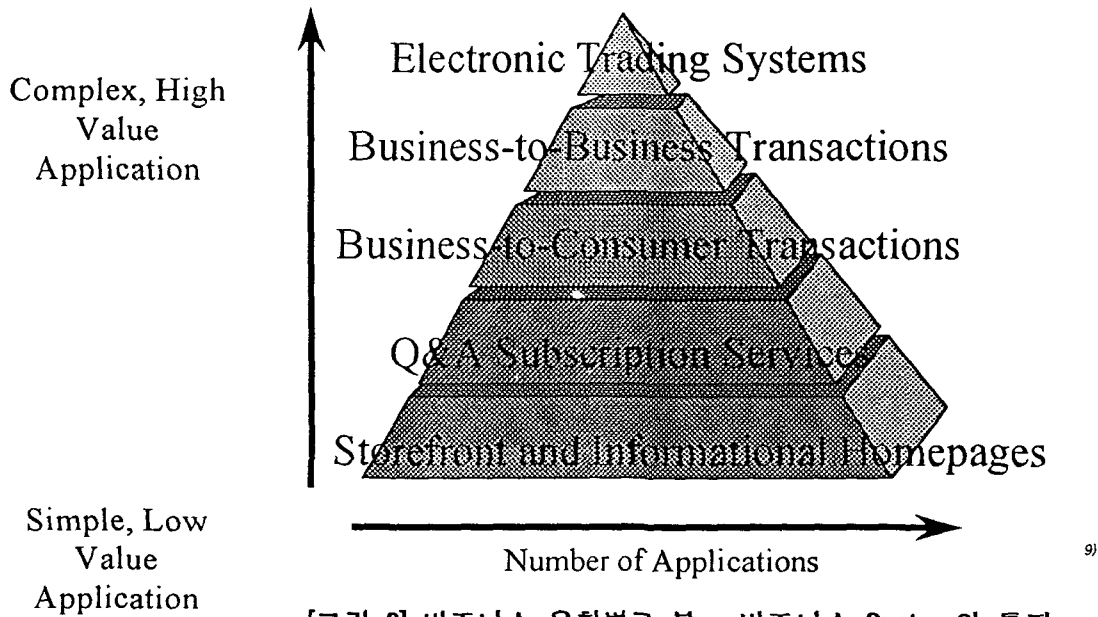 Electronic Trading Systems
Complex, High
Value
Application
Business-to-Business Transactions
Business-to-Consumer Transactions
Q&A Subscription Services
Storefront and Informational Homepages
Simple, Low
Value
Application
Number of Applications
9)